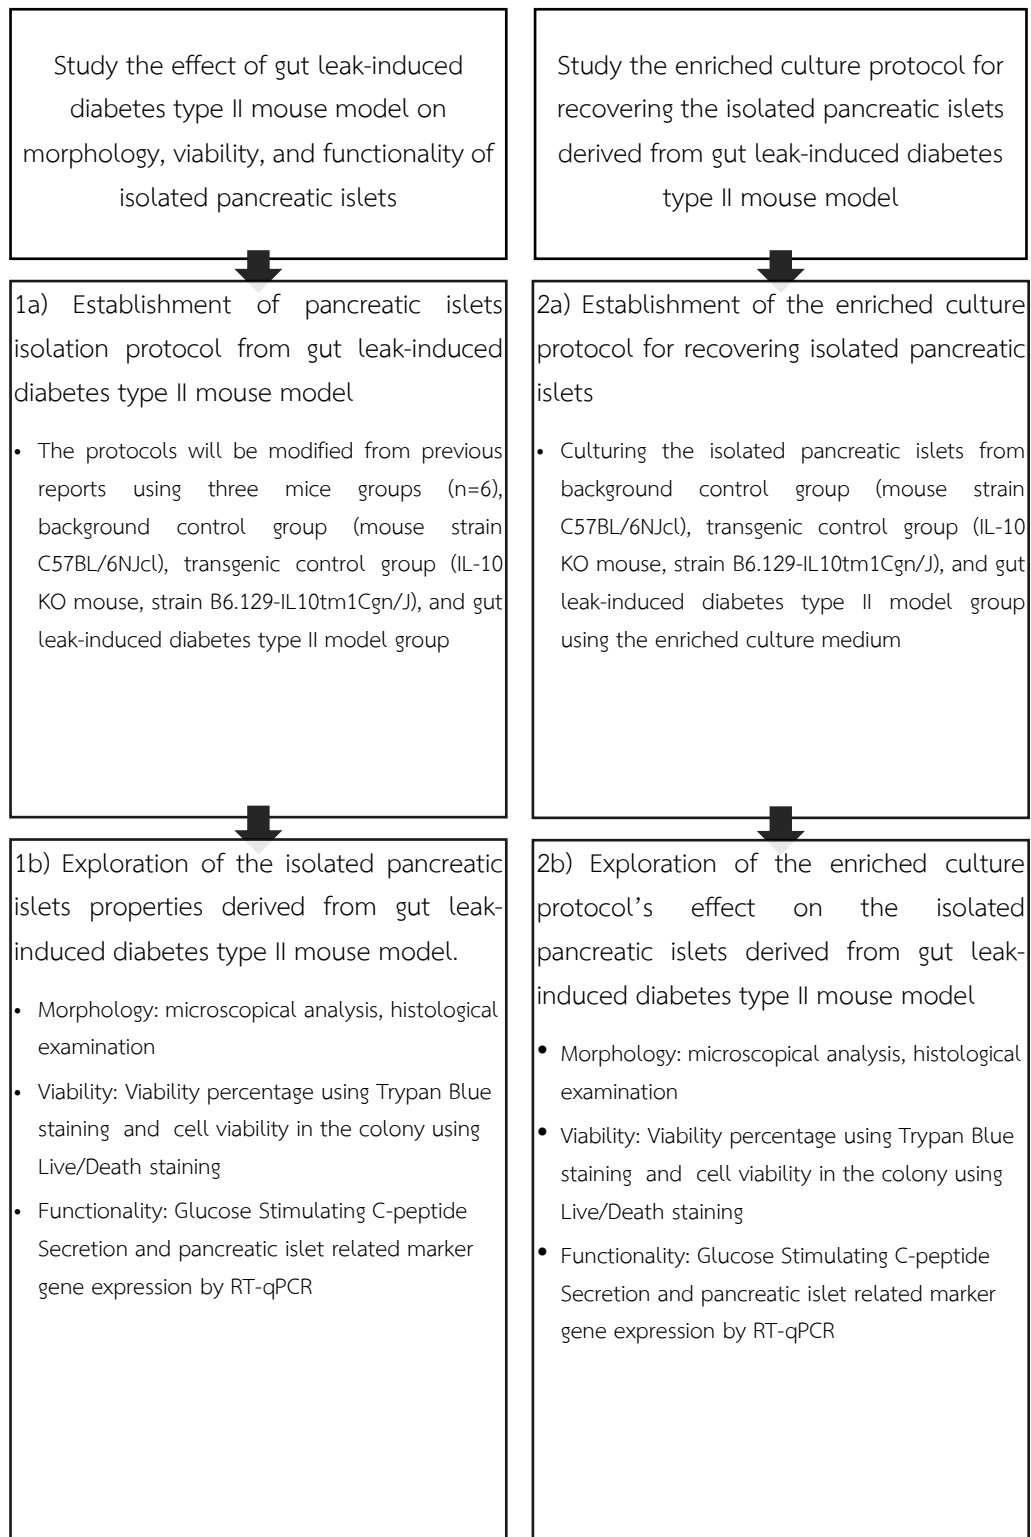 Study the effect of gut leak-induced
diabetes type II mouse model on
morphology, viability, and functionality of
isolated pancreatic islets
1a) Establishment of pancreatic islets
isolation protocol from gut leak-induced
diabetes type II mouse model
• The protocols will be modified from previous
reports using three mice groups (n=6),
background control group (mouse strain
C57BL/6NJcl), transgenic control group (IL-10
KO mouse, strain B6.129-IL10tm1Cgn/J), and gut
leak-induced diabetes type II model group
1b) Exploration of the isolated pancreatic
islets properties derived from gut leak-
induced diabetes type II mouse model.
• Morphology: microscopical analysis, histological
examination
• Viability: Viability percentage using Trypan Blue
staining and cell viability in the colony using
Live/Death staining
• Functionality: Glucose Stimulating C-peptide
Secretion and pancreatic islet related marker
gene expression by RT-qPCR
Study the enriched culture protocol for
recovering the isolated pancreatic islets
derived from gut leak-induced diabetes
type II mouse model
2a) Establishment of the enriched culture
protocol for recovering isolated pancreatic
islets
• Culturing the isolated pancreatic islets from
background control group (mouse strain
C57BL/6NJcl), transgenic control group (IL-10
KO mouse, strain B6.129-IL10tm1Cgn/J), and gut
leak-induced diabetes type II model group
using the enriched culture medium
2b) Exploration of the enriched culture
protocol's effect on the isolated
pancreatic islets derived from gut leak-
induced diabetes type II mouse model
• Morphology: microscopical analysis, histological
examination
• Viability: Viability percentage using Trypan Blue
staining and cell viability in the colony using
Live/Death staining
• Functionality: Glucose Stimulating C-peptide
Secretion and pancreatic islet related marker
gene expression by RT-qPCR